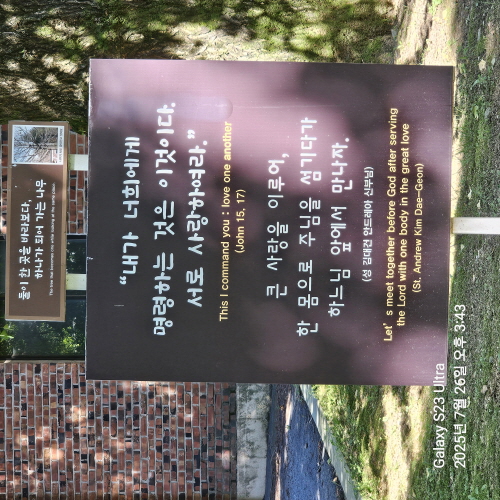 둘이 한 곳을 바라보다,
하나가 되어 가는 나무
“내가 너희에게
명령하는 것은 이것이다.
서로 사랑하여라.”
This I command you : love one another
(John 15, 17)
큰 사랑을 이루어,
한 몸으로 주님을 섬기다가
하느님 앞에서 만나자.
(성 김대건 안드레아 신부님)
Let’s meet together before God after serving
the Lord with one body in the great love
(St. Andrew Kim Dae-Geon)
Galaxy S23 Ultra
2025년 7월 26일 오후 3:43